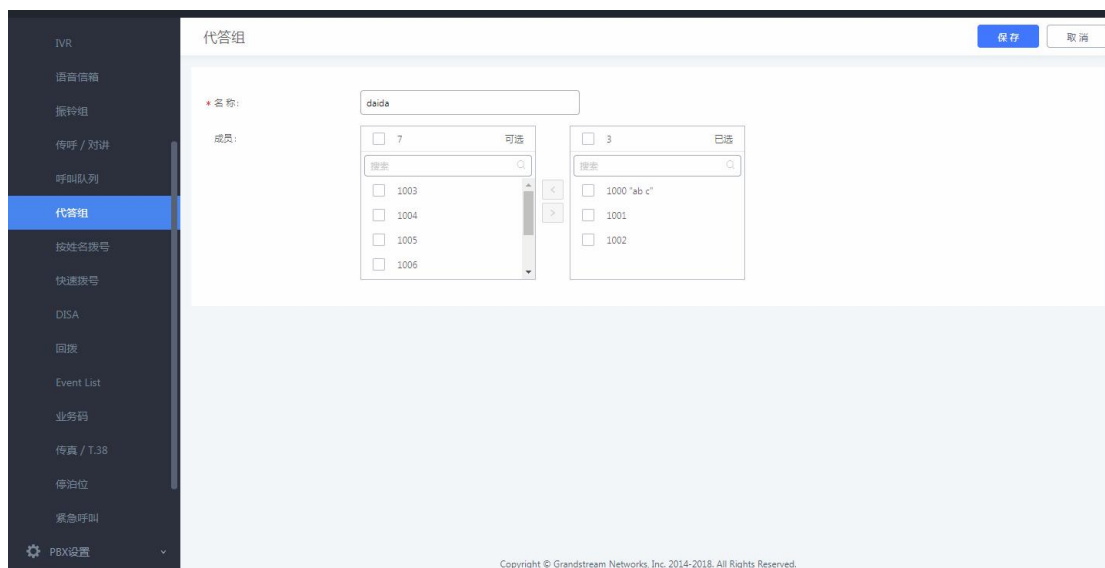 IVR
语音信箱
振铃组
传呼 / 对讲
呼叫队列
代答组
按姓名拨号
快速拨号
DISA
回拨
Event List
业务码
传真 / T.38
停泊位
紧急呼叫
PBX设置
代答组
保存 取消
* 名称: daida
成员:
7 可选
搜索
1003
1004
1005
1006
< >
3 已选
搜索
1000 "ab c"
1001
1002
Copyright © Grandstream Networks, Inc. 2014-2018. All Rights Reserved.